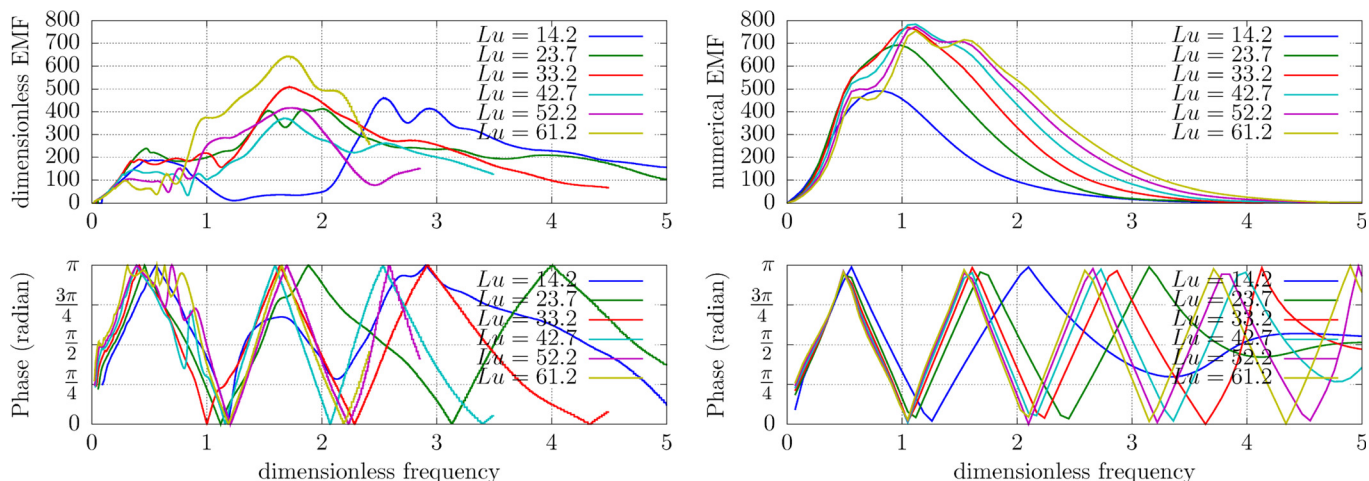 dimensionless EMF
800
700
600
500
400
300
200
100
0
0 1 2 3 4 5
Lu = 14.2
Lu = 23.7
Lu = 33.2
Lu = 42.7
Lu = 52.2
Lu = 61.2
numerical EMF
800
700
600
500
400
300
200
100
0
0 1 2 3 4 5
Lu = 14.2
Lu = 23.7
Lu = 33.2
Lu = 42.7
Lu = 52.2
Lu = 61.2
Phase (radian)
π
3π/4
π/2
π/4
0
0 1 2 3 4 5
dimensionless frequency
Lu = 14.2
Lu = 23.7
Lu = 33.2
Lu = 42.7
Lu = 52.2
Lu = 61.2
Phase (radian)
π
3π/4
π/2
π/4
0
0 1 2 3 4 5
dimensionless frequency
Lu = 14.2
Lu = 23.7
Lu = 33.2
Lu = 42.7
Lu = 52.2
Lu = 61.2